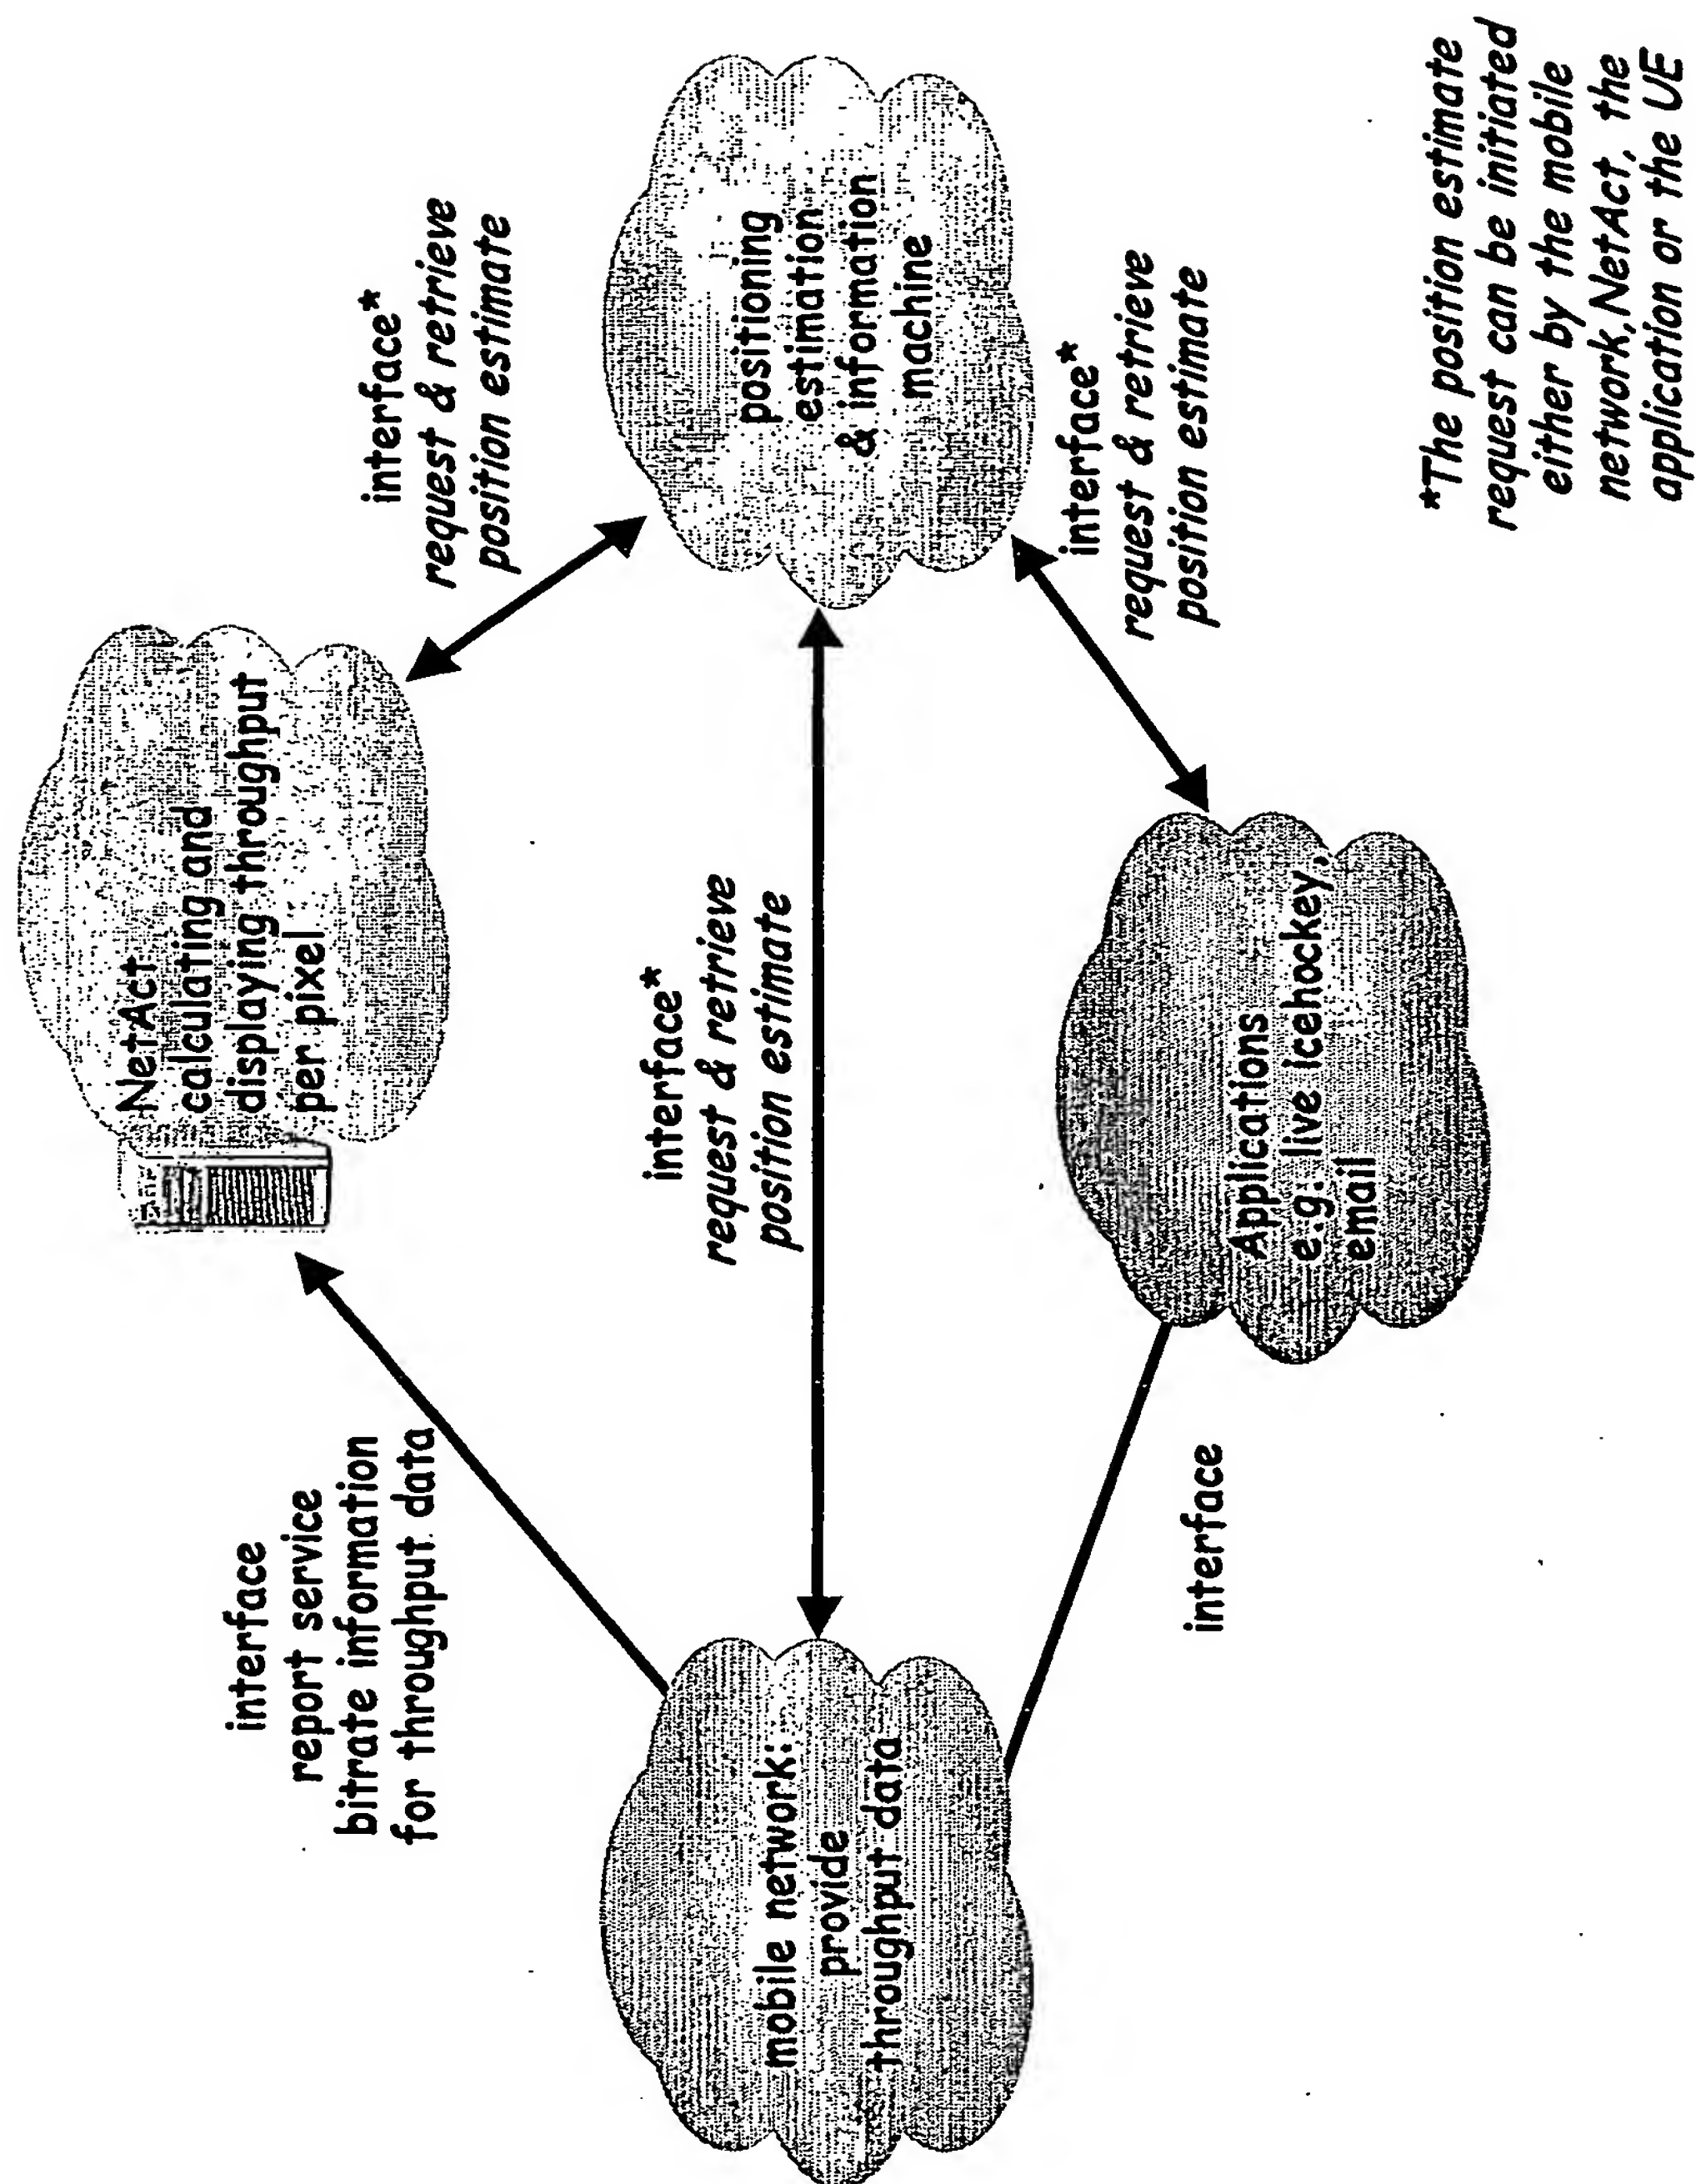 NetAct
calculating and
displaying throughput
per pixel
interface
report service
bitrate information
for throughput data
interface*
request & retrieve
position estimate
interface*
request & retrieve
position estimate
mobile network:
provide
throughput data
positioning
estimation
& information
machine
interface*
request & retrieve
position estimate
interface
Applications
e.g. live icehockey,
email
*The position estimate
request can be initiated
either by the mobile
network,NetAct, the
application or the UE